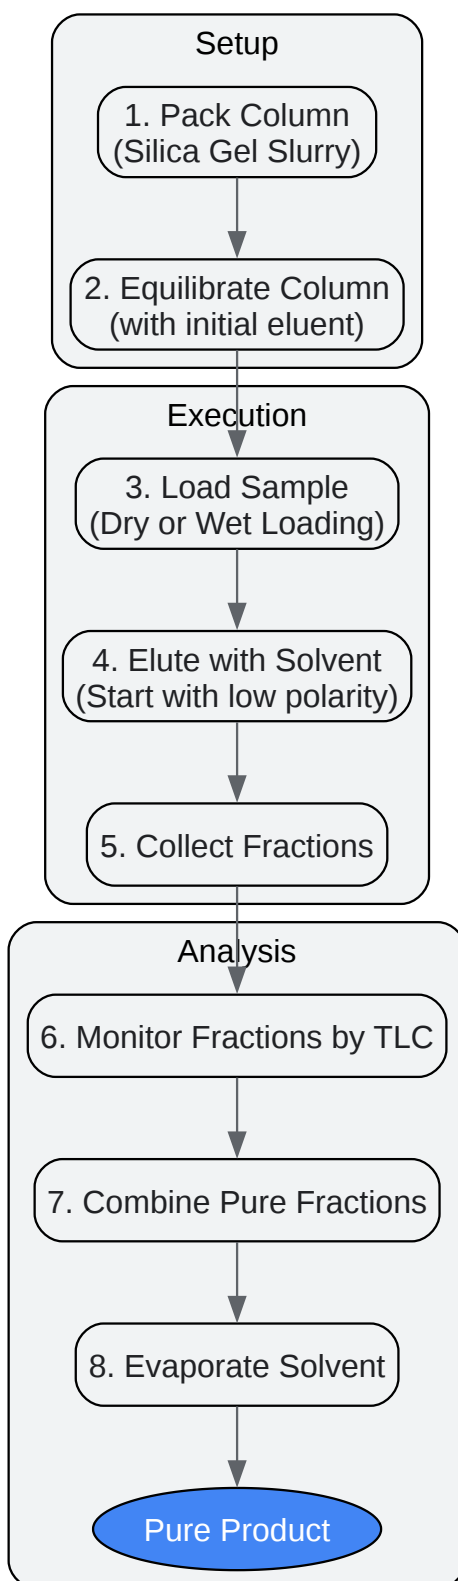 Setup
1. Pack Column
(Silica Gel Slurry)
2. Equilibrate Column
(with initial eluent)
Execution
3. Load Sample
(Dry or Wet Loading)
4. Elute with Solvent
(Start with low polarity)
5. Collect Fractions
Analysis
6. Monitor Fractions by TLC
7. Combine Pure Fractions
8. Evaporate Solvent
Pure Product